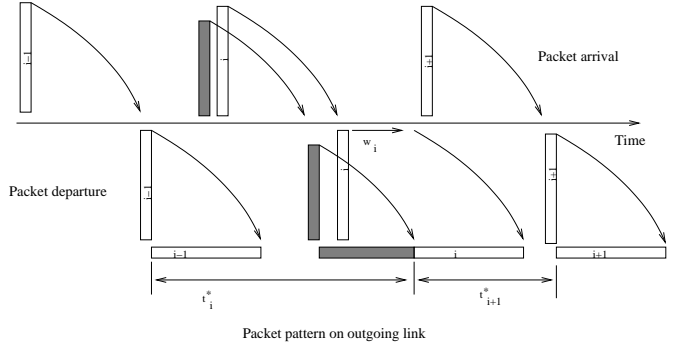 i−1
i
i+1
Packet arrival
Time
w i
Packet departure
i−1
i
i+1
i−1
i
i+1
t*i
t*i+1
Packet pattern on outgoing link